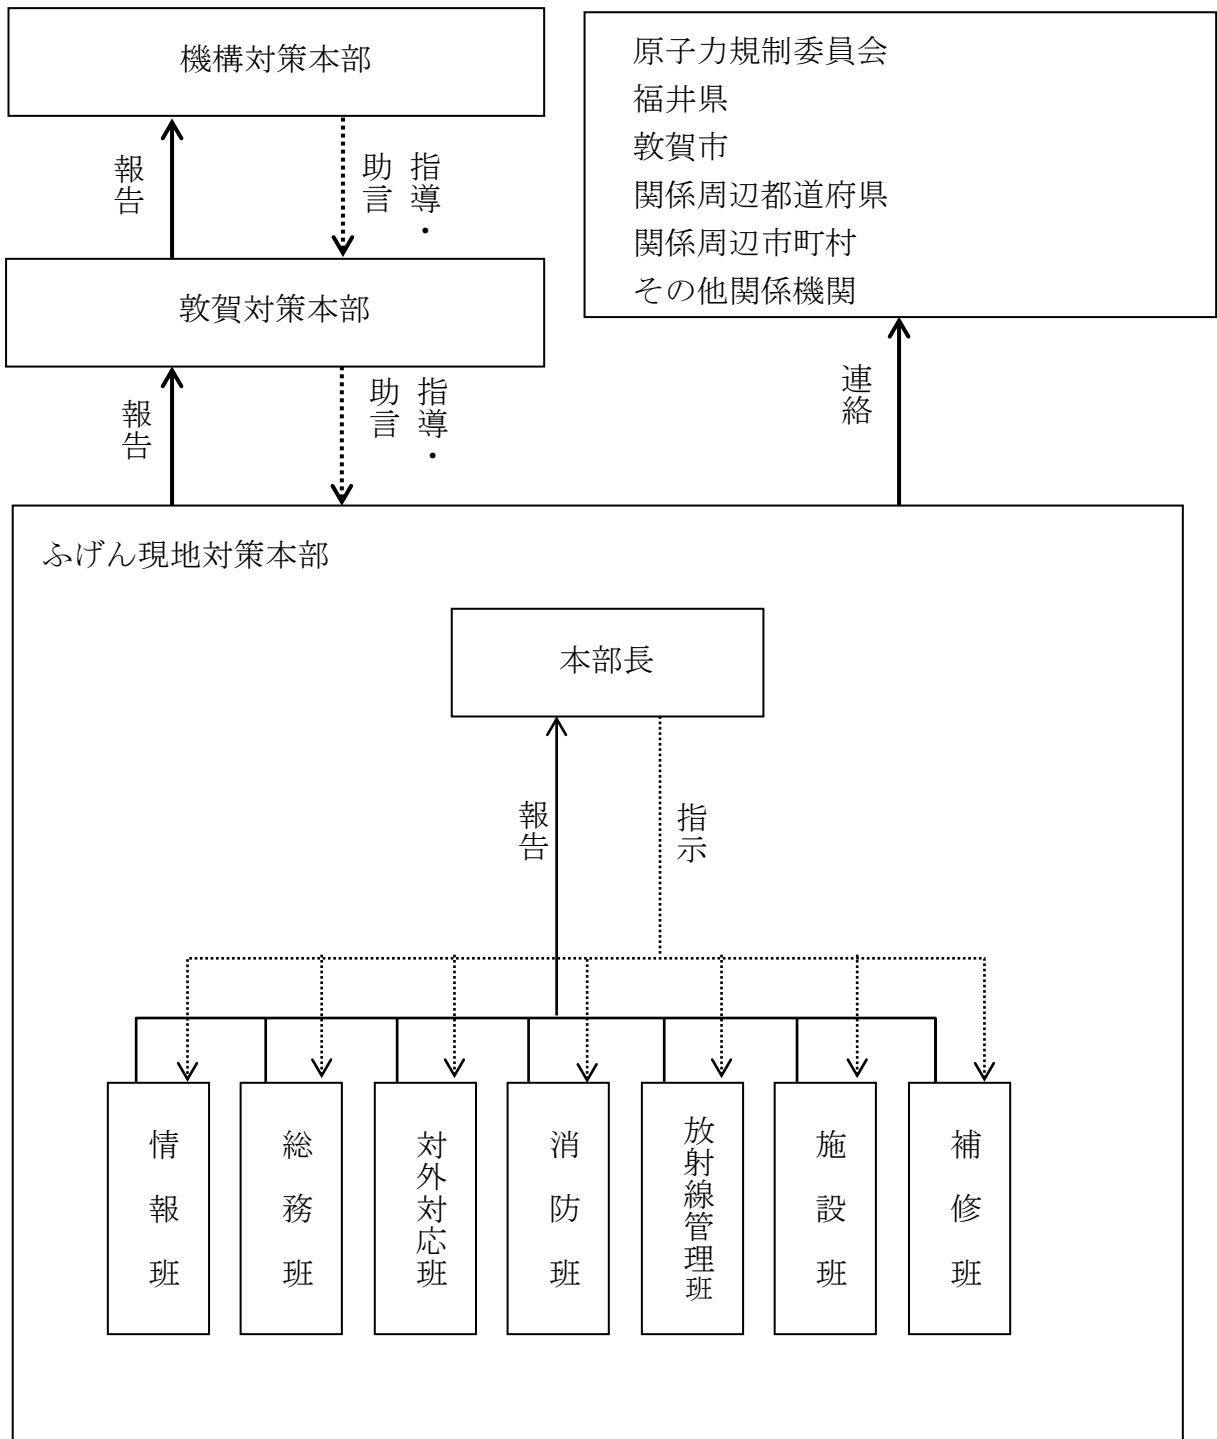 機構対策本部
原子力規制委員会
福井県
敦賀市
関係周辺都道府県
関係周辺市町村
その他関係機関
報告
指導・
助言
敦賀対策本部
報告
指導・
助言
連絡
ふげん現地対策本部
本部長
報告
指示
情報班
総務班
対外対応班
消防班
放射線管理班
施設班
補修班